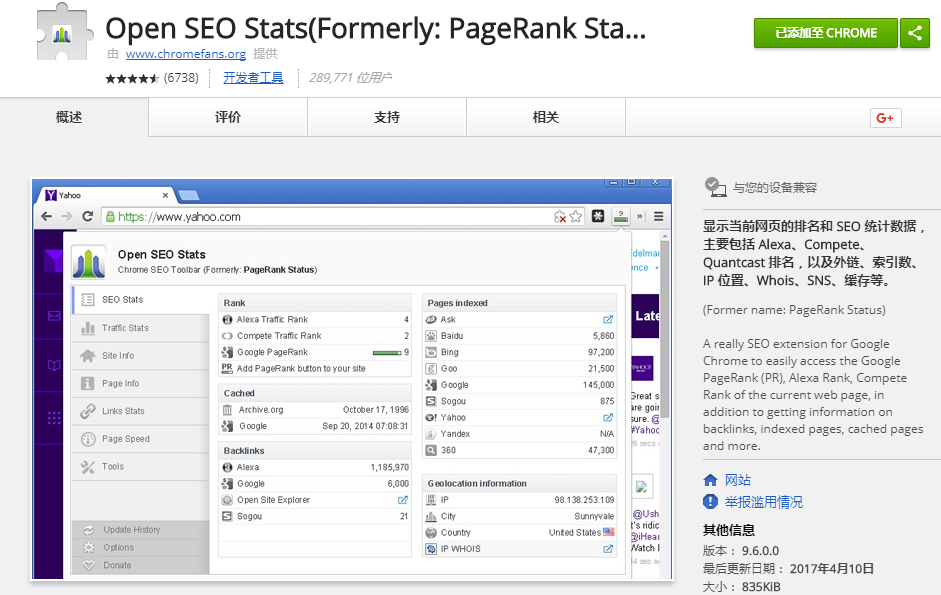 Open SEO Stats(Formerly: PageRank Sta...
已添加至 CHROME
由 www.chromefans.org 提供
(6738) 开发者工具 289,771 位用户
概述 评价 支持 相关 G+
Yahoo
https://www.yahoo.com
Open SEO Stats
Chrome SEO Toolbar (Formerly: PageRank Status)
SEO Stats
Traffic Stats
Site Info
Page Info
Links Stats
Page Speed
Tools
Update History
Options
Donate
Rank
Alexa Traffic Rank 4
Compete Traffic Rank 2
Google PageRank 9
PR Add PageRank button to your site
Cached
Archive.org October 17, 1996
Google Sep 20, 2014 07:08:31
Backlinks
Alexa 1,185,970
Google 6,000
Open Site Explorer
Sogou 21
Pages indexed
Ask
Baidu 5,860
Bing 97,200
Goo 21,500
Google 145,000
Sogou 875
Yahoo
Yandex N/A
360 47,300
Geolocation information
IP 98.138.253.109
City Sunnyvale
Country United States
IP WHOIS
Edelmai
ence
Late
Great s
are goin
sure. @
#Yahoo
@Ush
t's ridic
@iHear
Watch l
与您的设备兼容
显示当前网页的排名和 SEO 统计数据，
主要包括 Alexa、Compete、
Quantcast 排名，以及外链、索引数、
IP 位置、Whois、SNS、缓存等。
(Former name: PageRank Status)
A really SEO extension for Google
Chrome to easily access the Google
PageRank (PR), Alexa Rank, Compete
Rank of the current web page, in
addition to getting information on
backlinks, indexed pages, cached pages
and more.
网站
举报滥用情况
其他信息
版本： 9.6.0.0
最后更新日期： 2017年4月10日
大小： 835KiB